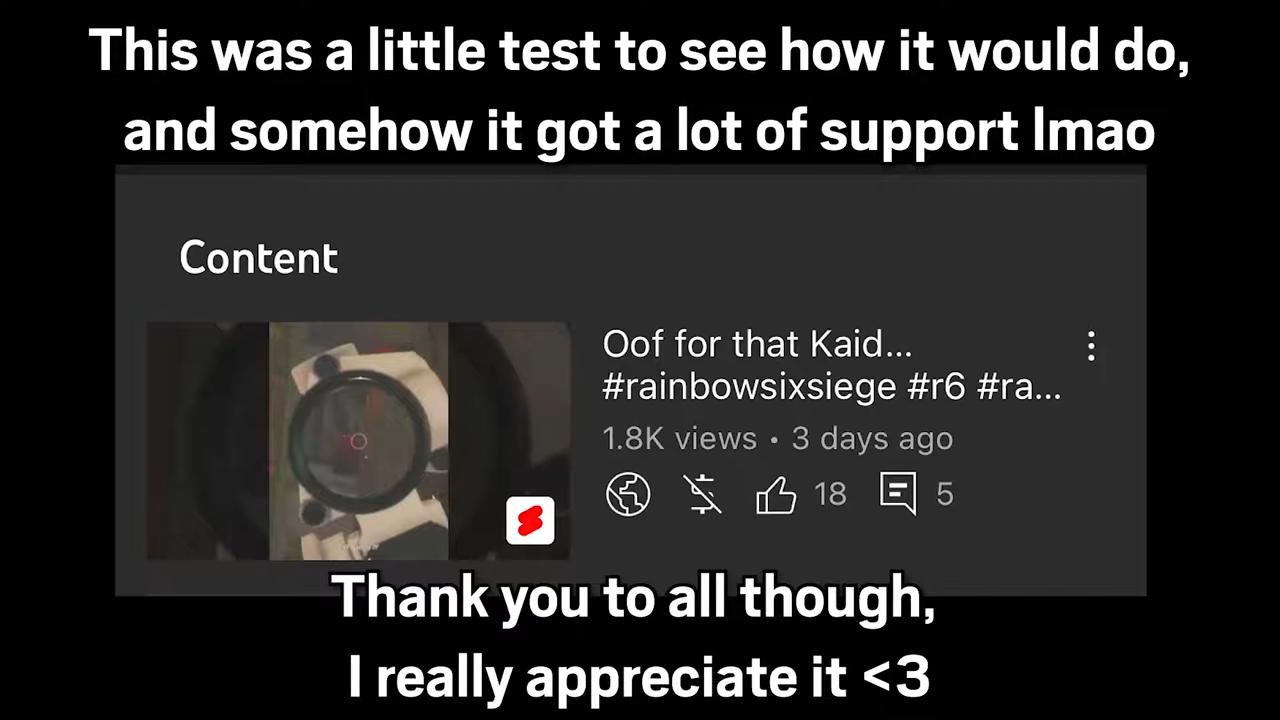 This was a little test to see how it would do,
and somehow it got a lot of support lmao
Content
Oof for that Kaid...
#rainbowsixsiege #r6 #ra...
1.8K views • 3 days ago
18 5
Thank you to all though,
I really appreciate it <3